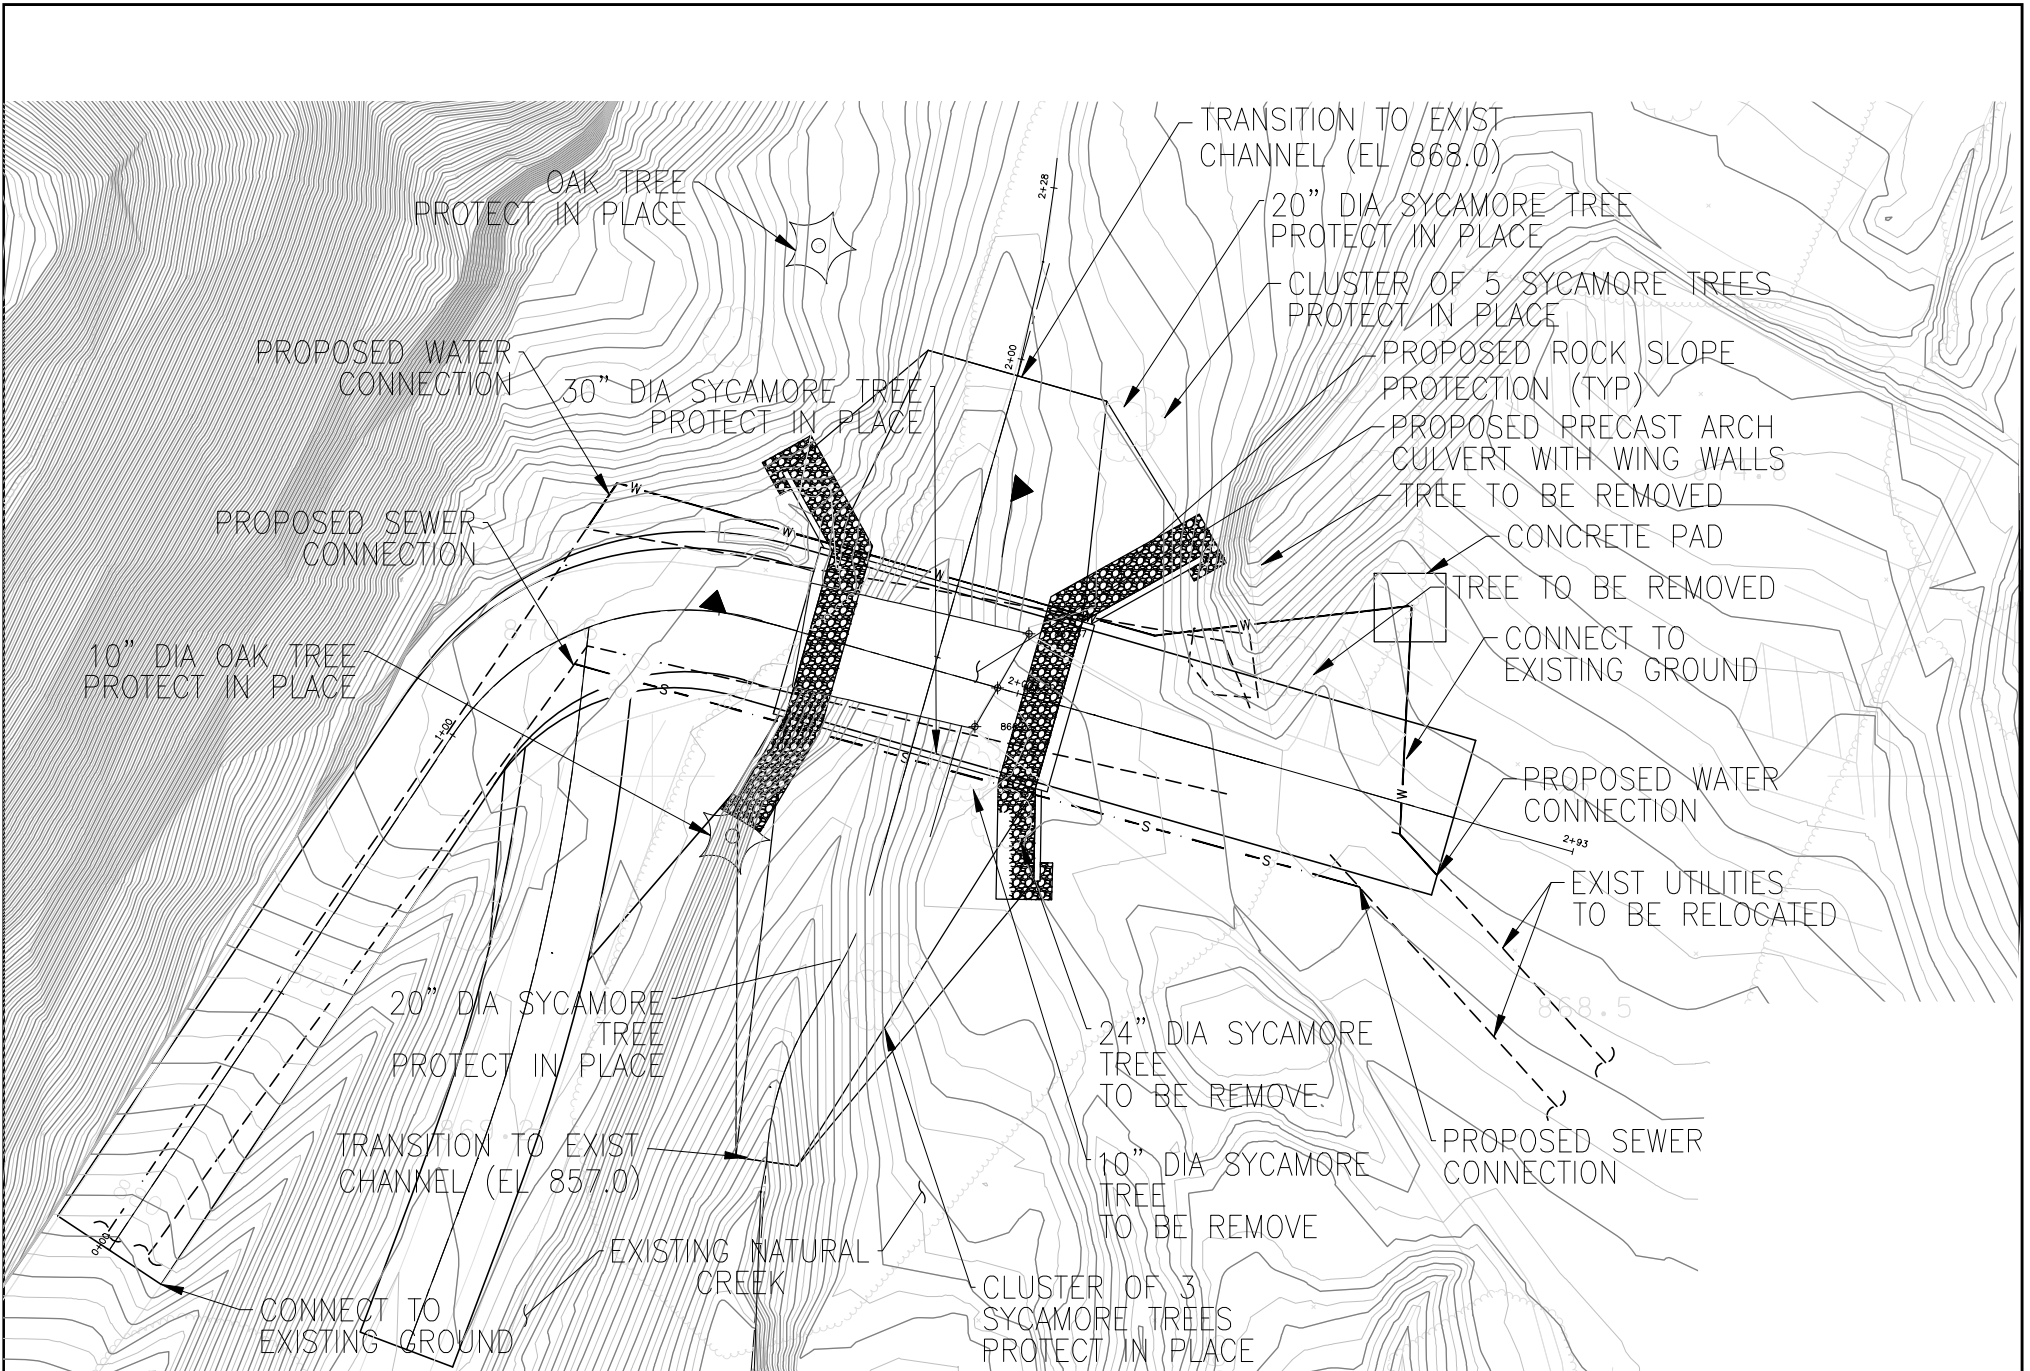 TRANSITION TO EXIST
CHANNEL (EL 868.0)
2+28
OAK TREE
PROTECT IN PLACE
20" DIA SYCAMORE TREE
PROTECT IN PLACE
CLUSTER OF 5 SYCAMORE TREES
PROTECT IN PLACE
2+00
PROPOSED WATER
CONNECTION
30" DIA SYCAMORE TREE
PROTECT IN PLACE
PROPOSED ROCK SLOPE
PROTECTION (TYP)
PROPOSED PRECAST ARCH
CULVERT WITH WING WALLS
TREE TO BE REMOVED
W
W
W
PROPOSED SEWER
CONNECTION
CONCRETE PAD
TREE TO BE REMOVED
W
CONNECT TO
EXISTING GROUND
10" DIA OAK TREE
PROTECT IN PLACE
S
1+00
S
W
PROPOSED WATER
CONNECTION
S
S
2+93
EXIST UTILITIES
TO BE RELOCATED
868.5
20" DIA SYCAMORE
TREE
PROTECT IN PLACE
24" DIA SYCAMORE
TREE
TO BE REMOVE.
TRANSITION TO EXIST
CHANNEL (EL 857.0)
10" DIA SYCAMORE
TREE
TO BE REMOVE
PROPOSED SEWER
CONNECTION
0+00
EXISTING NATURAL
CREEK
CONNECT TO
EXISTING GROUND
CLUSTER OF 3
SYCAMORE TREES
PROTECT IN PLACE